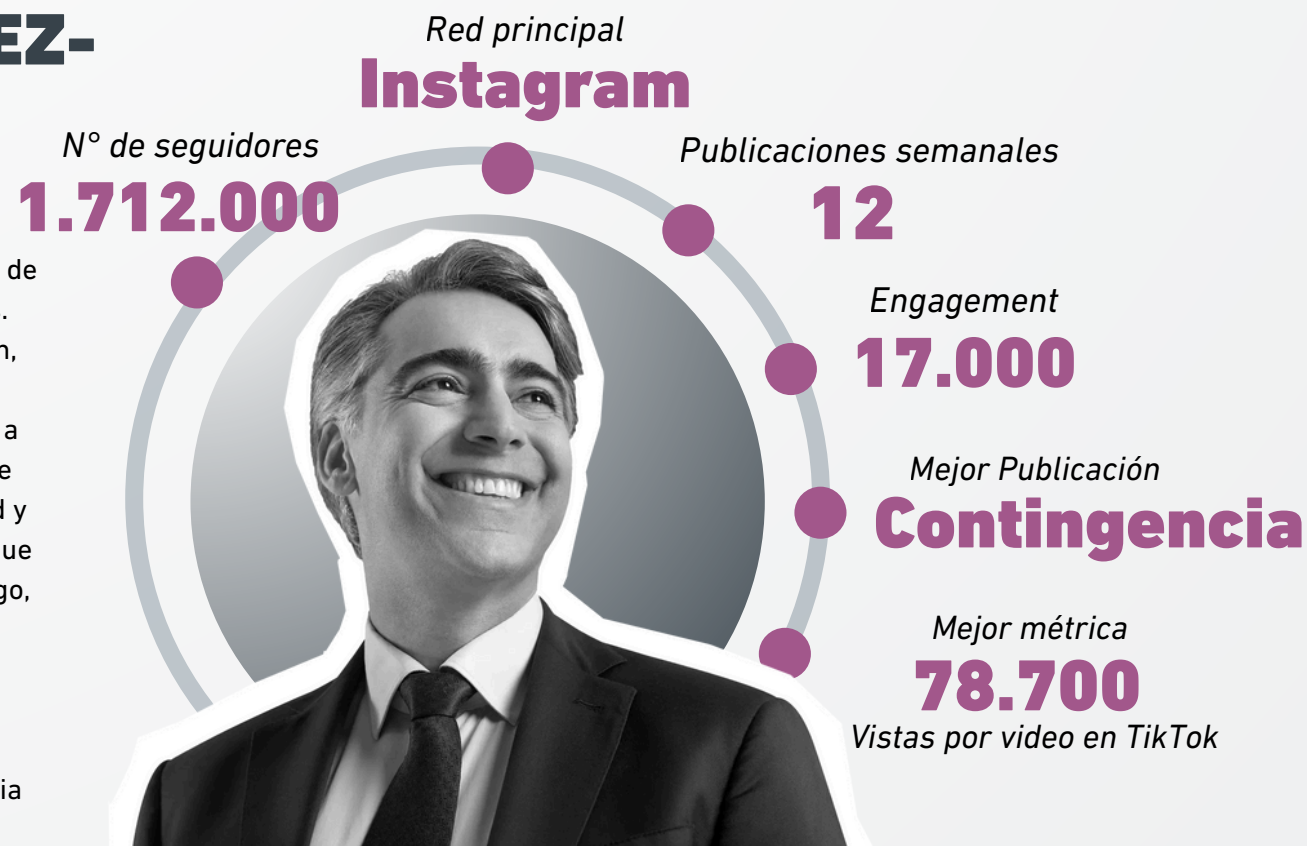 EZ-
Red principal
Instagram
N° de seguidores
1.712.000
Publicaciones semanales
12
Engagement
17.000
Mejor Publicación
Contingencia
Mejor métrica
78.700
Vistas por video en TikTok
de
a
y